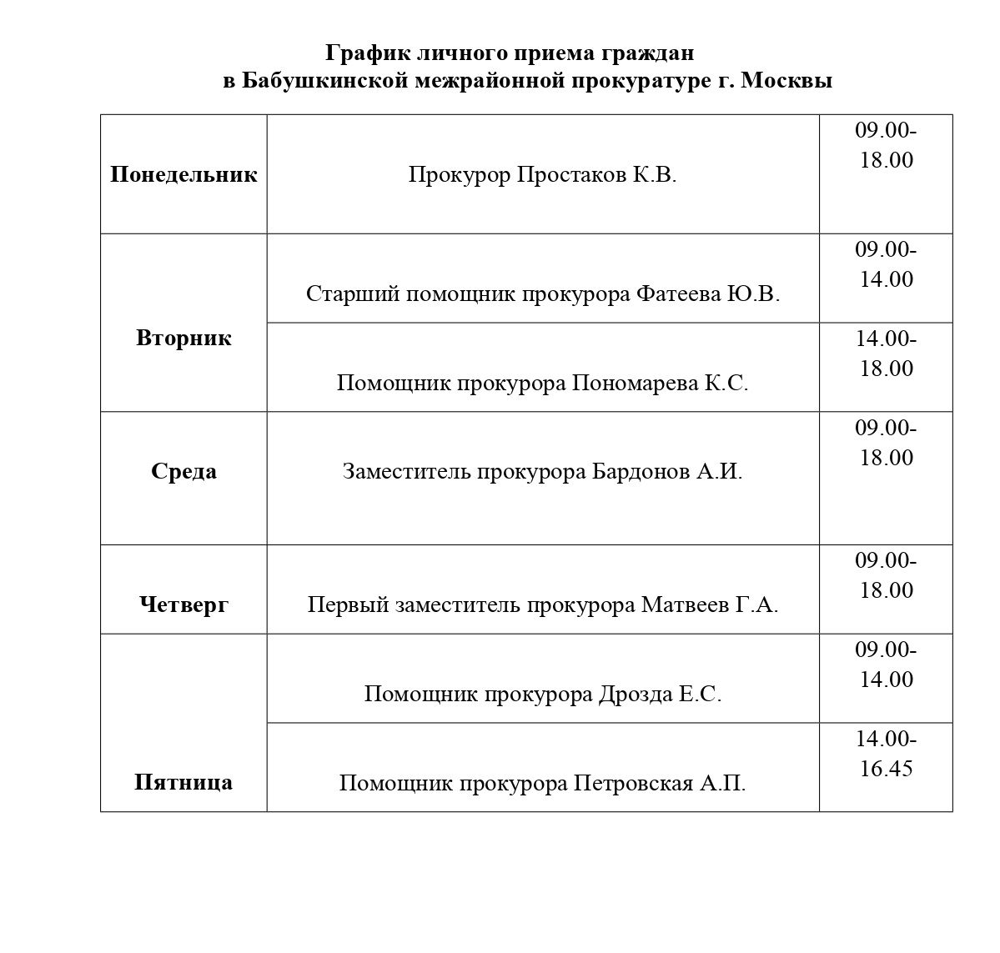 График личного приема граждан
в Бабушкинской межрайонной прокуратуре г. Москвы
Понедельник
Прокурор Простаков К.В.
09.00-
18.00
Вторник
Старший помощник прокурора Фатеева Ю.В.
09.00-
14.00
Помощник прокурора Пономарева К.С.
14.00-
18.00
Среда
Заместитель прокурора Бардонов А.И.
09.00-
18.00
Четверг
Первый заместитель прокурора Матвеев Г.А.
09.00-
18.00
Пятница
Помощник прокурора Дрозда Е.С.
09.00-
14.00
Помощник прокурора Петровская А.П.
14.00-
16.45